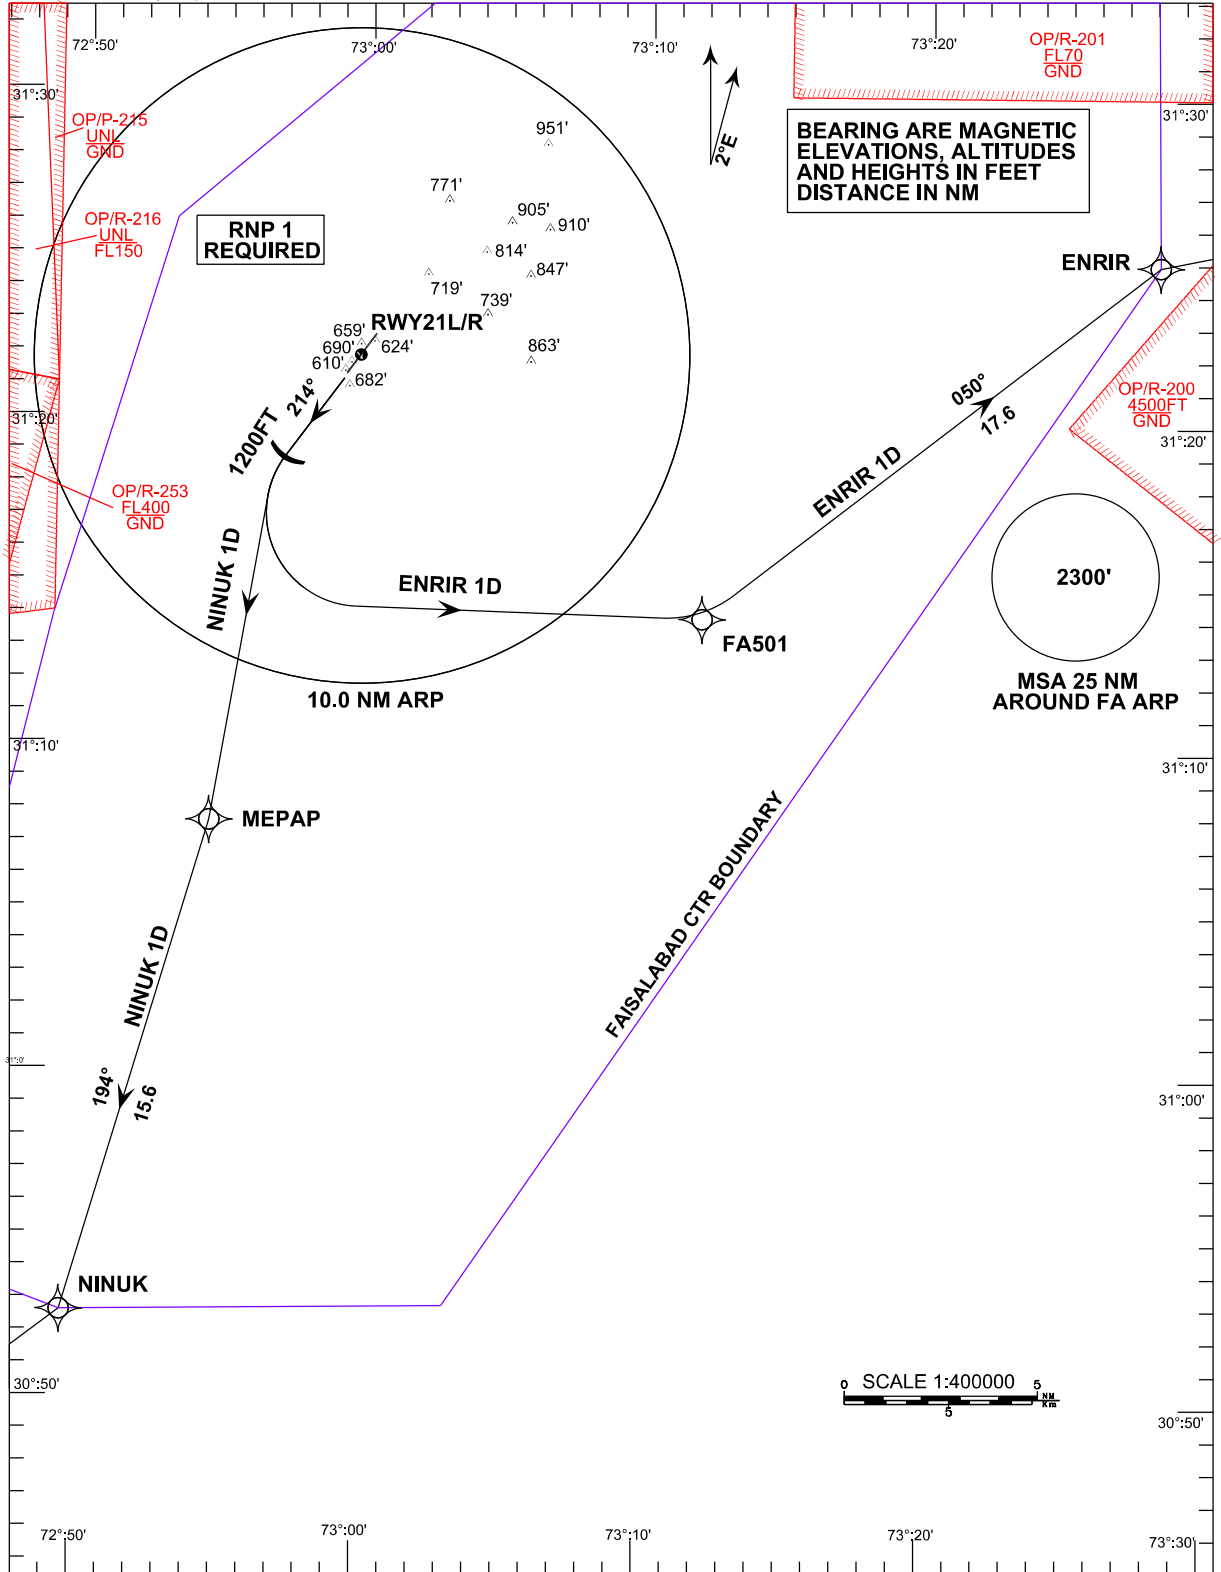 72°:50'
73°:00'
73°:10'
73°:20'
OP/R-201
FL70
GND
31°:30'
31°:30'
OP/P-215
UNL
GND
951'
2°E
BEARING ARE MAGNETIC
ELEVATIONS, ALTITUDES
AND HEIGHTS IN FEET
DISTANCE IN NM
771'
905'
910'
OP/R-216
UNL
FL150
RNP 1
REQUIRED
814'
847'
ENRIR
719'
739'
RWY21L/R
659'
690'
624'
610'
682'
863'
214°
1200FT
050°
17.6
OP/R-200
4500FT
GND
31°:20'
31°:20'
OP/R-253
FL400
GND
ENRIR 1D
NINUK 1D
ENRIR 1D
2300'
FA501
10.0 NM ARP
MSA 25 NM
AROUND FA ARP
31°:10'
31°:10'
MEPAP
FAISALABAD CTR BOUNDARY
NINUK 1D
31°:0'
194°
15.6
31°:00'
NINUK
30°:50'
0 SCALE 1:400000 5
NM
Km
5
30°:50'
72°:50'
73°:00'
73°:10'
73°:20'
73°:30'